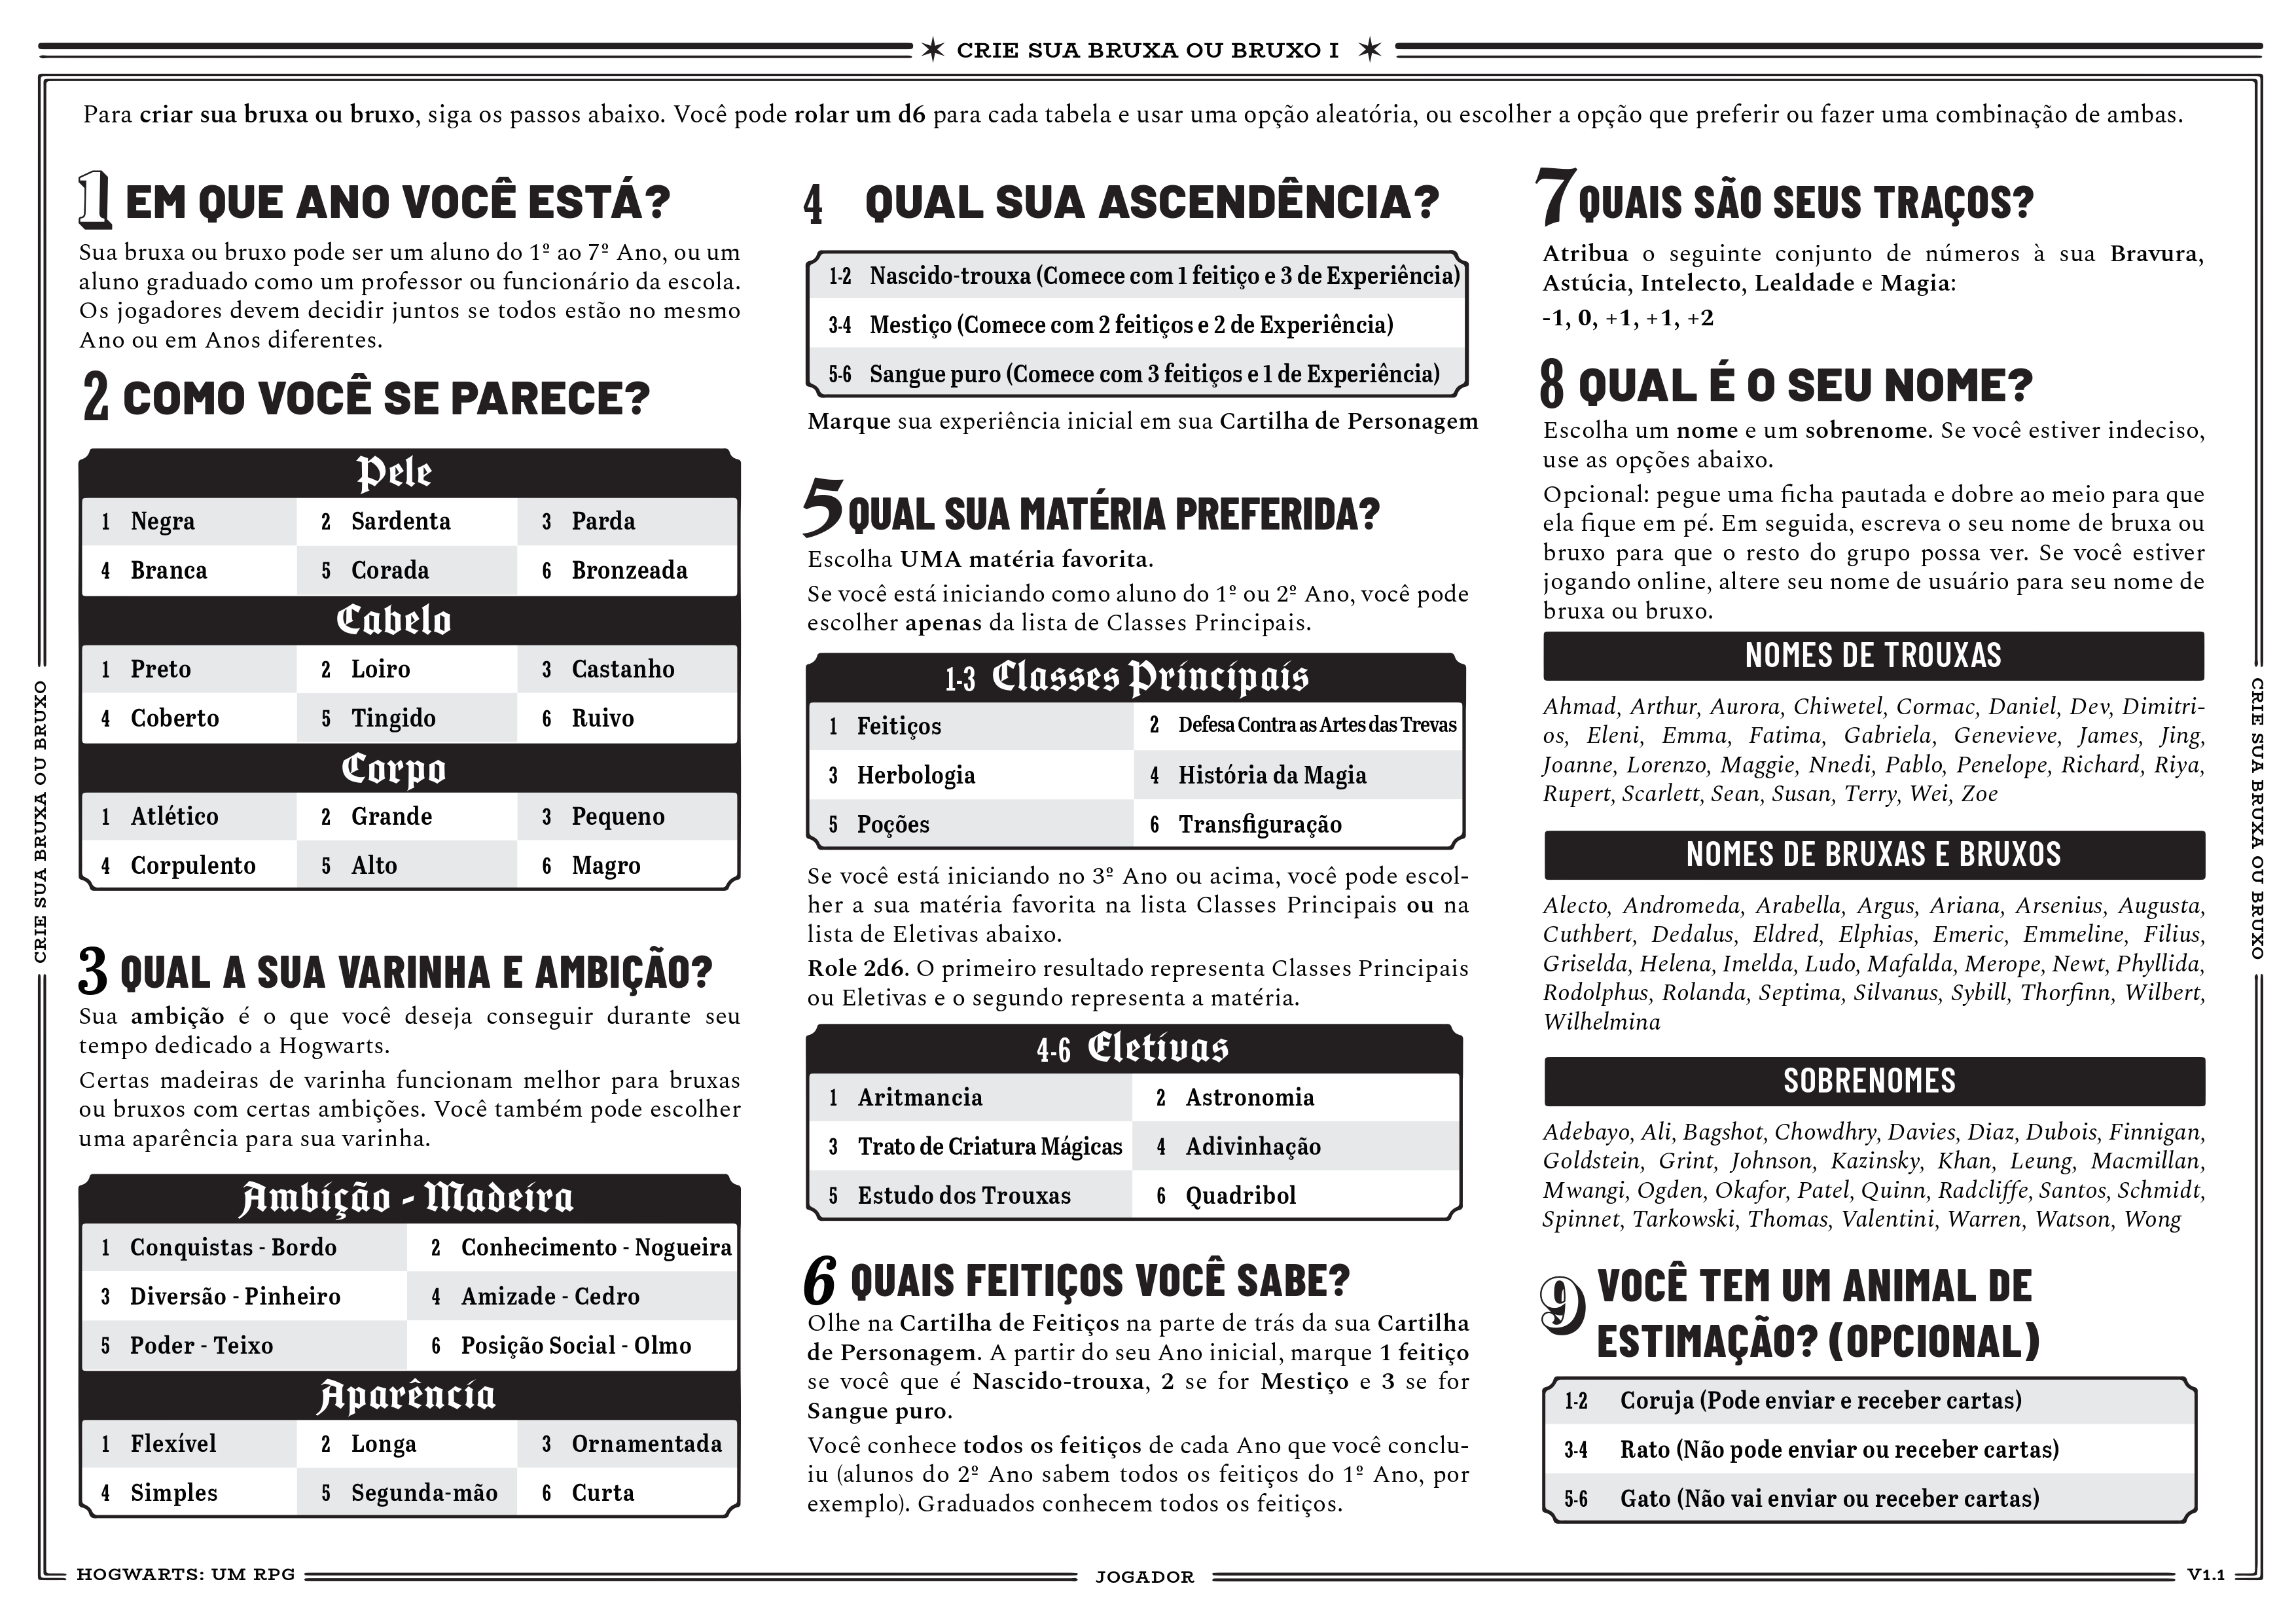 CRIE SUA BRUXA OU BRUXO I
Para criar sua bruxa ou bruxo, siga os passos abaixo. Você pode rolar um d6 para cada tabela e usar uma opção aleatória, ou escolher a opção que preferir ou fazer uma combinação de ambas.
1 EM QUE ANO VOCÊ ESTÁ?
Sua bruxa ou bruxo pode ser um aluno do 1º ao 7º Ano, ou um
aluno graduado como um professor ou funcionário da escola.
Os jogadores devem decidir juntos se todos estão no mesmo
Ano ou em Anos diferentes.
2 COMO VOCÊ SE PARECE?
Pele
1 Negra 2 Sardenta 3 Parda
4 Branca 5 Corada 6 Bronzeada
Cabelo
1 Preto 2 Loiro 3 Castanho
4 Coberto 5 Tingido 6 Ruivo
Corpo
1 Atlético 2 Grande 3 Pequeno
4 Corpulento 5 Alto 6 Magro
3 QUAL A SUA VARINHA E AMBIÇÃO?
Sua ambição é o que você deseja conseguir durante seu
tempo dedicado a Hogwarts.
Certas madeiras de varinha funcionam melhor para bruxas
ou bruxos com certas ambições. Você também pode escolher
uma aparência para sua varinha.
Ambição - Madeira
1 Conquistas - Bordo 2 Conhecimento - Nogueira
3 Diversão - Pinheiro 4 Amizade - Cedro
5 Poder - Teixo 6 Posição Social - Olmo
Aparência
1 Flexível 2 Longa 3 Ornamentada
4 Simples 5 Segunda-mão 6 Curta
4 QUAL SUA ASCENDÊNCIA?
1-2 Nascido-trouxa (Comece com 1 feitiço e 3 de Experiência)
3-4 Mestiço (Comece com 2 feitiços e 2 de Experiência)
5-6 Sangue puro (Comece com 3 feitiços e 1 de Experiência)
Marque sua experiência inicial em sua Cartilha de Personagem
5 QUAL SUA MATÉRIA PREFERIDA?
Escolha UMA matéria favorita.
Se você está iniciando como aluno do 1º ou 2º Ano, você pode
escolher apenas da lista de Classes Principais.
1-3 Classes Principais
1 Feitiços 2 Defesa Contra as Artes das Trevas
3 Herbologia 4 História da Magia
5 Poções 6 Transfiguração
Se você está iniciando no 3º Ano ou acima, você pode escol-
her a sua matéria favorita na lista Classes Principais ou na
lista de Eletivas abaixo.
Role 2d6. O primeiro resultado representa Classes Principais
ou Eletivas e o segundo representa a matéria.
4-6 Eletivas
1 Aritmancia 2 Astronomia
3 Trato de Criatura Mágicas 4 Adivinhação
5 Estudo dos Trouxas 6 Quadribol
6 QUAIS FEITIÇOS VOCÊ SABE?
Olhe na Cartilha de Feitiços na parte de trás da sua Cartilha
de Personagem. A partir do seu Ano inicial, marque 1 feitiço
se você que é Nascido-trouxa, 2 se for Mestiço e 3 se for
Sangue puro.
Você conhece todos os feitiços de cada Ano que você conclu-
iu (alunos do 2º Ano sabem todos os feitiços do 1º Ano, por
exemplo). Graduados conhecem todos os feitiços.
7 QUAIS SÃO SEUS TRAÇOS?
Atribua o seguinte conjunto de números à sua Bravura,
Astúcia, Intelecto, Lealdade e Magia:
-1, 0, +1, +1, +2
8 QUAL É O SEU NOME?
Escolha um nome e um sobrenome. Se você estiver indeciso,
use as opções abaixo.
Opcional: pegue uma ficha pautada e dobre ao meio para que
ela fique em pé. Em seguida, escreva o seu nome de bruxa ou
bruxo para que o resto do grupo possa ver. Se você estiver
jogando online, altere seu nome de usuário para seu nome de
bruxa ou bruxo.
NOMES DE TROUXAS
Ahmad, Arthur, Aurora, Chiwetel, Cormac, Daniel, Dev, Dimitri-
os, Eleni, Emma, Fatima, Gabriela, Genevieve, James, Jing,
Joanne, Lorenzo, Maggie, Nnedi, Pablo, Penelope, Richard, Riya,
Rupert, Scarlett, Sean, Susan, Terry, Wei, Zoe
NOMES DE BRUXAS E BRUXOS
Alecto, Andromeda, Arabella, Argus, Ariana, Arsenius, Augusta,
Cuthbert, Dedalus, Eldred, Elphias, Emeric, Emmeline, Filius,
Griselda, Helena, Imelda, Ludo, Mafalda, Merope, Newt, Phyllida,
Rodolphus, Rolanda, Septima, Silvanus, Sybill, Thorfinn, Wilbert,
Wilhelmina
SOBRENOMES
Adebayo, Ali, Bagshot, Chowdhry, Davies, Diaz, Dubois, Finnigan,
Goldstein, Grint, Johnson, Kazinsky, Khan, Leung, Macmillan,
Mwangi, Ogden, Okafor, Patel, Quinn, Radcliffe, Santos, Schmidt,
Spinnet, Tarkowski, Thomas, Valentini, Warren, Watson, Wong
9 VOCÊ TEM UM ANIMAL DE
ESTIMAÇÃO? (OPCIONAL)
1-2 Coruja (Pode enviar e receber cartas)
3-4 Rato (Não pode enviar ou receber cartas)
5-6 Gato (Não vai enviar ou receber cartas)
CRIE SUA BRUXA OU BRUXO
CRIE SUA BRUXA OU BRUXO
HOGWARTS: UM RPG
JOGADOR
V1.1